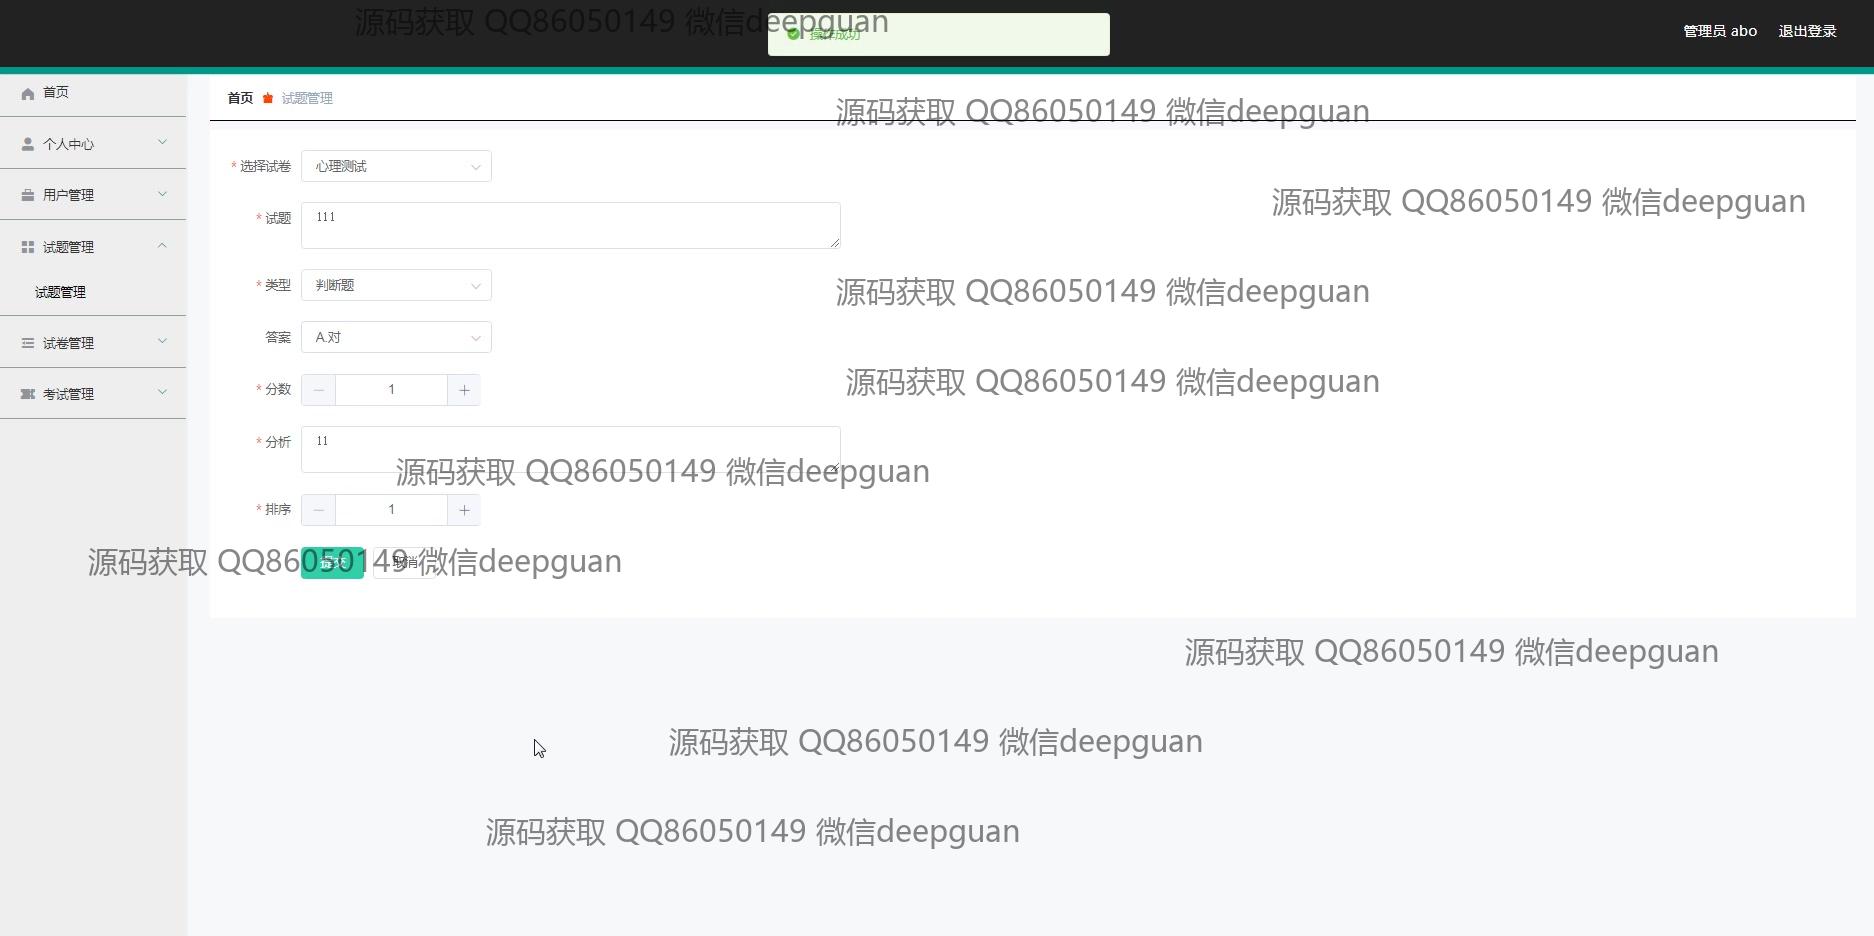 源码获取 QQ86050149 微信deepguan
操作成功
管理员 abo
退出登录
首页
个人中心
用户管理
试题管理
试题管理
试卷管理
考试管理
首页 试题管理
源码获取 QQ86050149 微信deepguan
* 选择试卷 心理测试
源码获取 QQ86050149 微信deepguan
* 试题 111
* 类型 判断题
源码获取 QQ86050149 微信deepguan
答案 A.对
* 分数 − 1 +
源码获取 QQ86050149 微信deepguan
* 分析 11
源码获取 QQ86050149 微信deepguan
* 排序 − 1 +
提交 取消
源码获取 QQ86050149 微信deepguan
源码获取 QQ86050149 微信deepguan
源码获取 QQ86050149 微信deepguan
源码获取 QQ86050149 微信deepguan